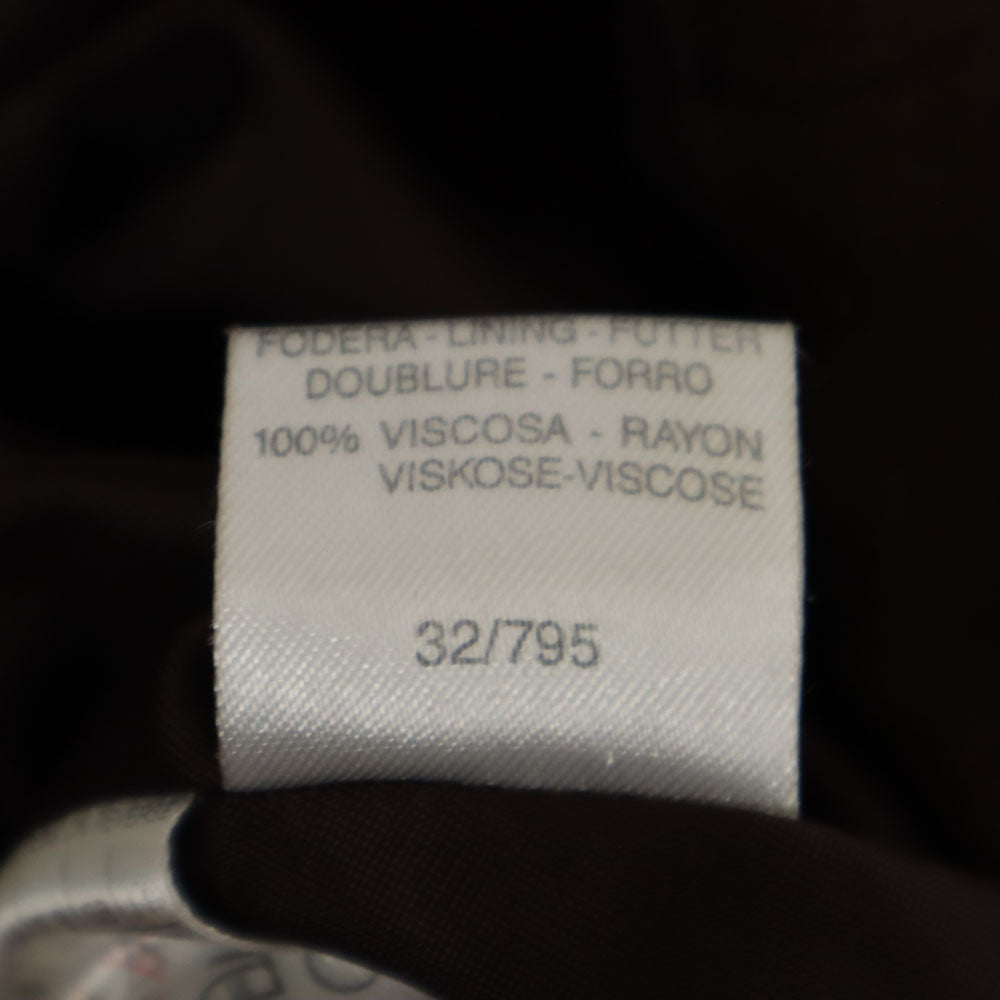 FODERA - LINING - FUTTER
DOUBLURE - FORRO
100% VISCOSA - RAYON
VISKOSE-VISCOSE
32/795